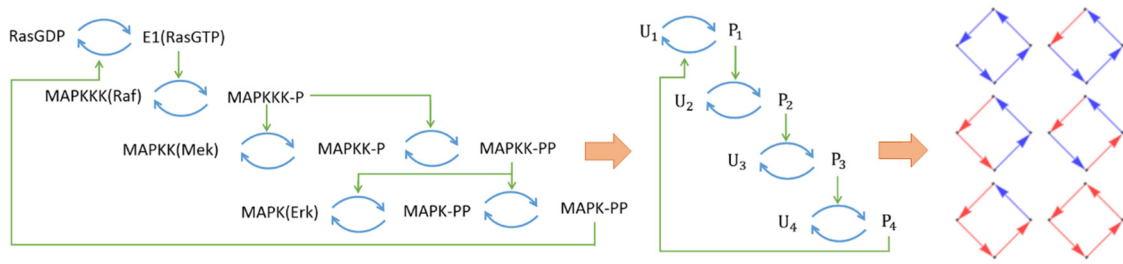 RasGDP E1(RasGTP)
MAPKKK(Raf) MAPKKK-P
MAPKK(Mek) MAPKK-P MAPKK-PP
MAPK(Erk) MAPK-PP MAPK-PP
U1 P1
U2 P2
U3 P3
U4 P4